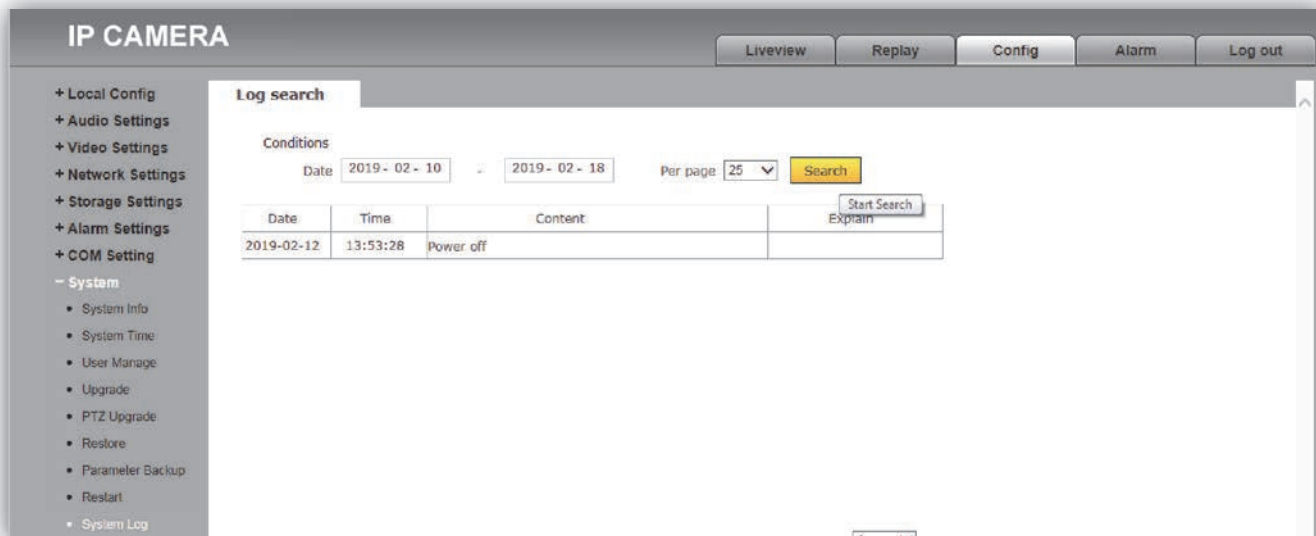 IP CAMERA
Liveview Replay Config Alarm Log out
+ Local Config
+ Audio Settings
+ Video Settings
+ Network Settings
+ Storage Settings
+ Alarm Settings
+ COM Setting
− System
• System Info
• System Time
• User Manage
• Upgrade
• PTZ Upgrade
• Restore
• Parameter Backup
• Restart
• System Log
Log search
Conditions
Date 2019 - 02 - 10 - 2019 - 02 - 18 Per page 25 Search
Start Search
Date Time Content Explain
2019-02-12 13:53:28 Power off